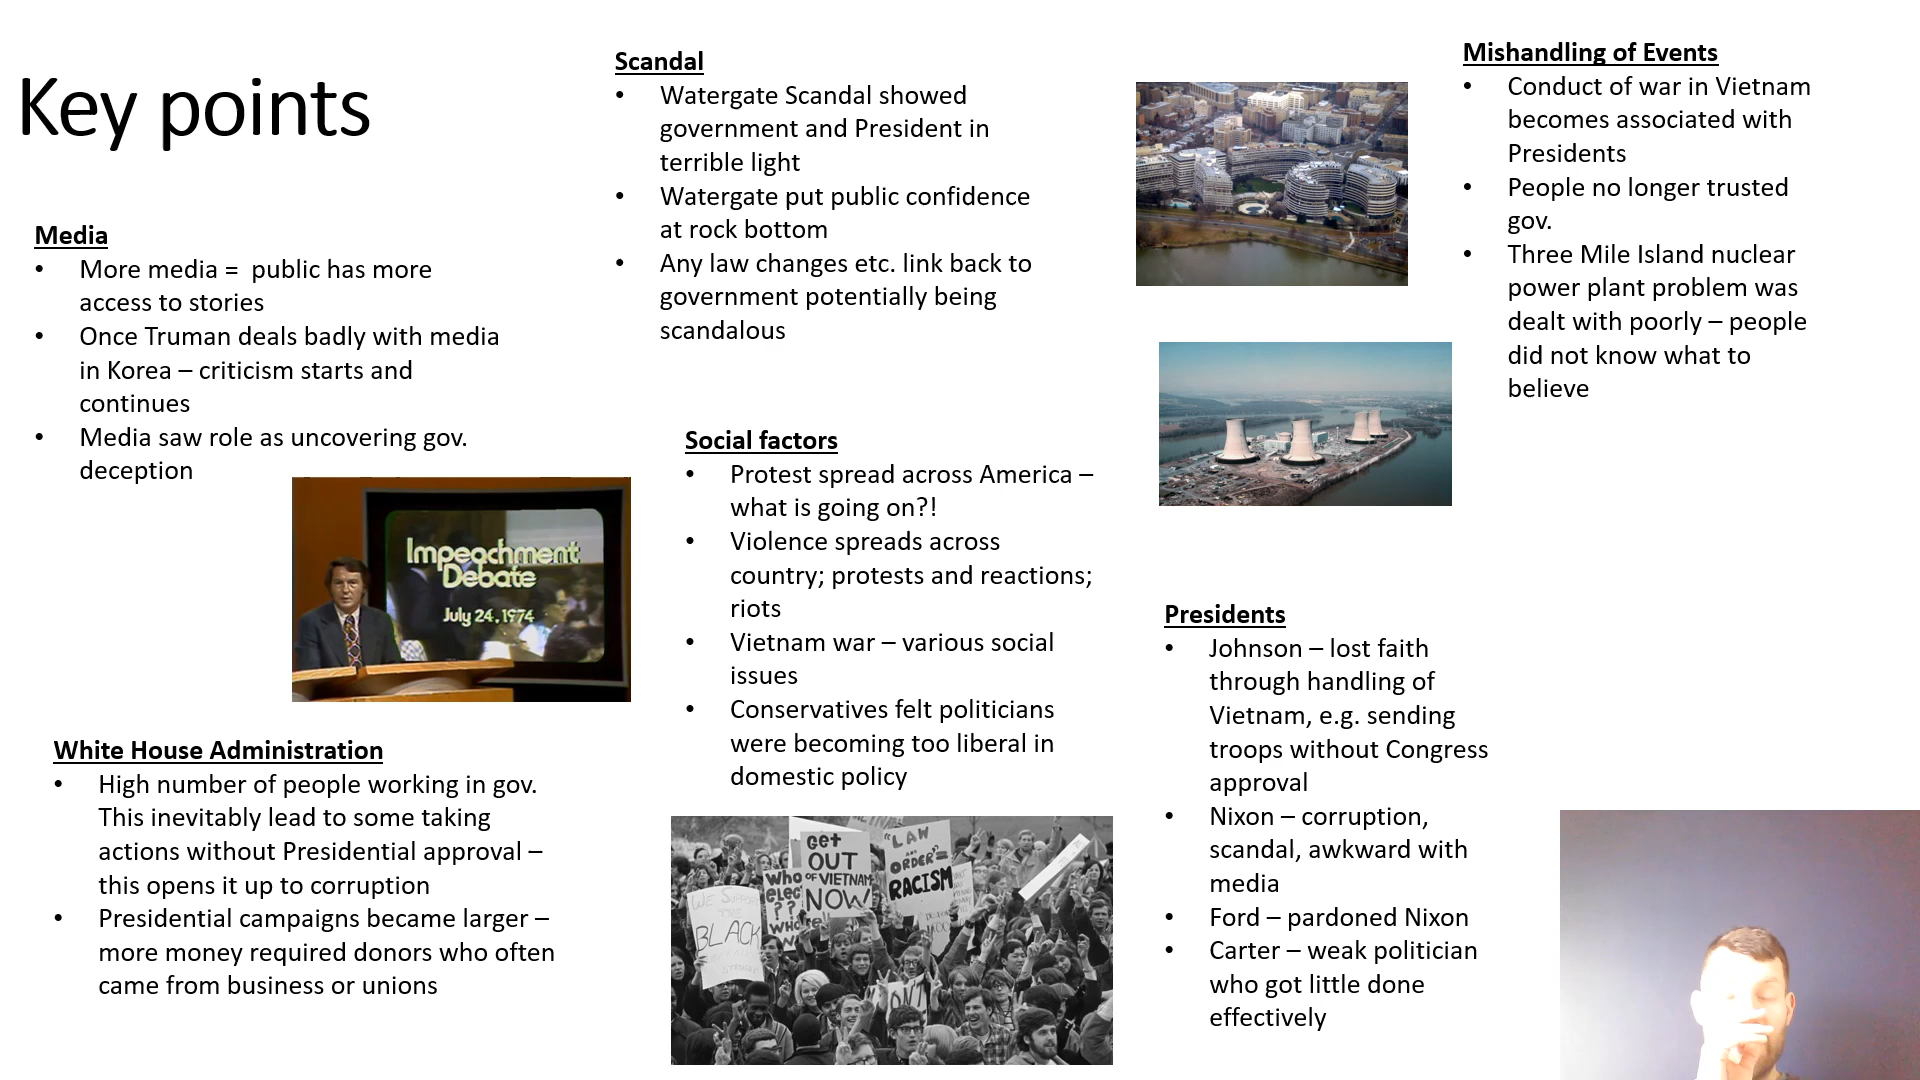 Key points
Media
• More media =  public has more
access to stories
• Once Truman deals badly with media
in Korea – criticism starts and
continues
• Media saw role as uncovering gov.
deception
Impeachment
Debate
July 24, 1974
White House Administration
• High number of people working in gov.
This inevitably lead to some taking
actions without Presidential approval –
this opens it up to corruption
• Presidential campaigns became larger –
more money required donors who often
came from business or unions
Scandal
• Watergate Scandal showed
government and President in
terrible light
• Watergate put public confidence
at rock bottom
• Any law changes etc. link back to
government potentially being
scandalous
Social factors
• Protest spread across America –
what is going on?!
• Violence spreads across
country; protests and reactions;
riots
• Vietnam war – various social
issues
• Conservatives felt politicians
were becoming too liberal in
domestic policy
WE SUPPORT
THE
BLACK
Who
elec
??
Who
Get
OUT
OF VIETNAM
NOW
"LAW
AND
ORDER"=
RACISM
Mishandling of Events
• Conduct of war in Vietnam
becomes associated with
Presidents
• People no longer trusted
gov.
• Three Mile Island nuclear
power plant problem was
dealt with poorly – people
did not know what to
believe
Presidents
• Johnson – lost faith
through handling of
Vietnam, e.g. sending
troops without Congress
approval
• Nixon – corruption,
scandal, awkward with
media
• Ford – pardoned Nixon
• Carter – weak politician
who got little done
effectively